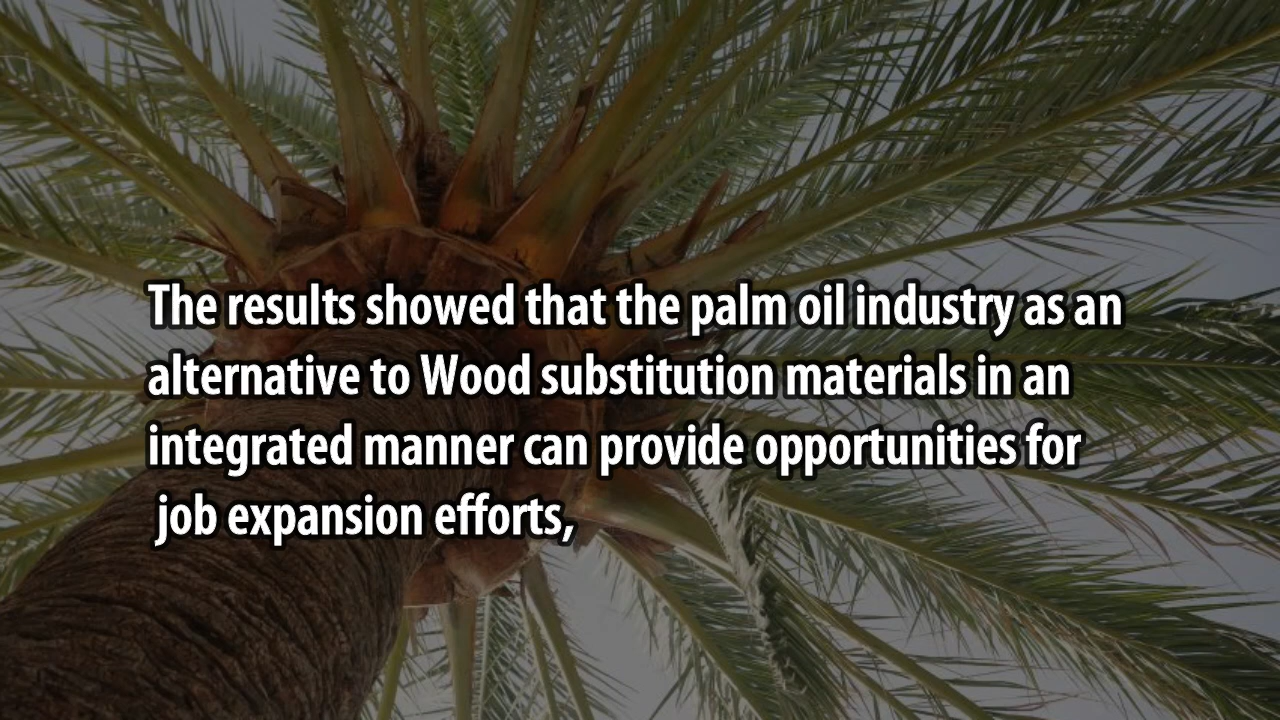 The results showed that the palm oil industry as an
alternative to Wood substitution materials in an
integrated manner can provide opportunities for
job expansion efforts,